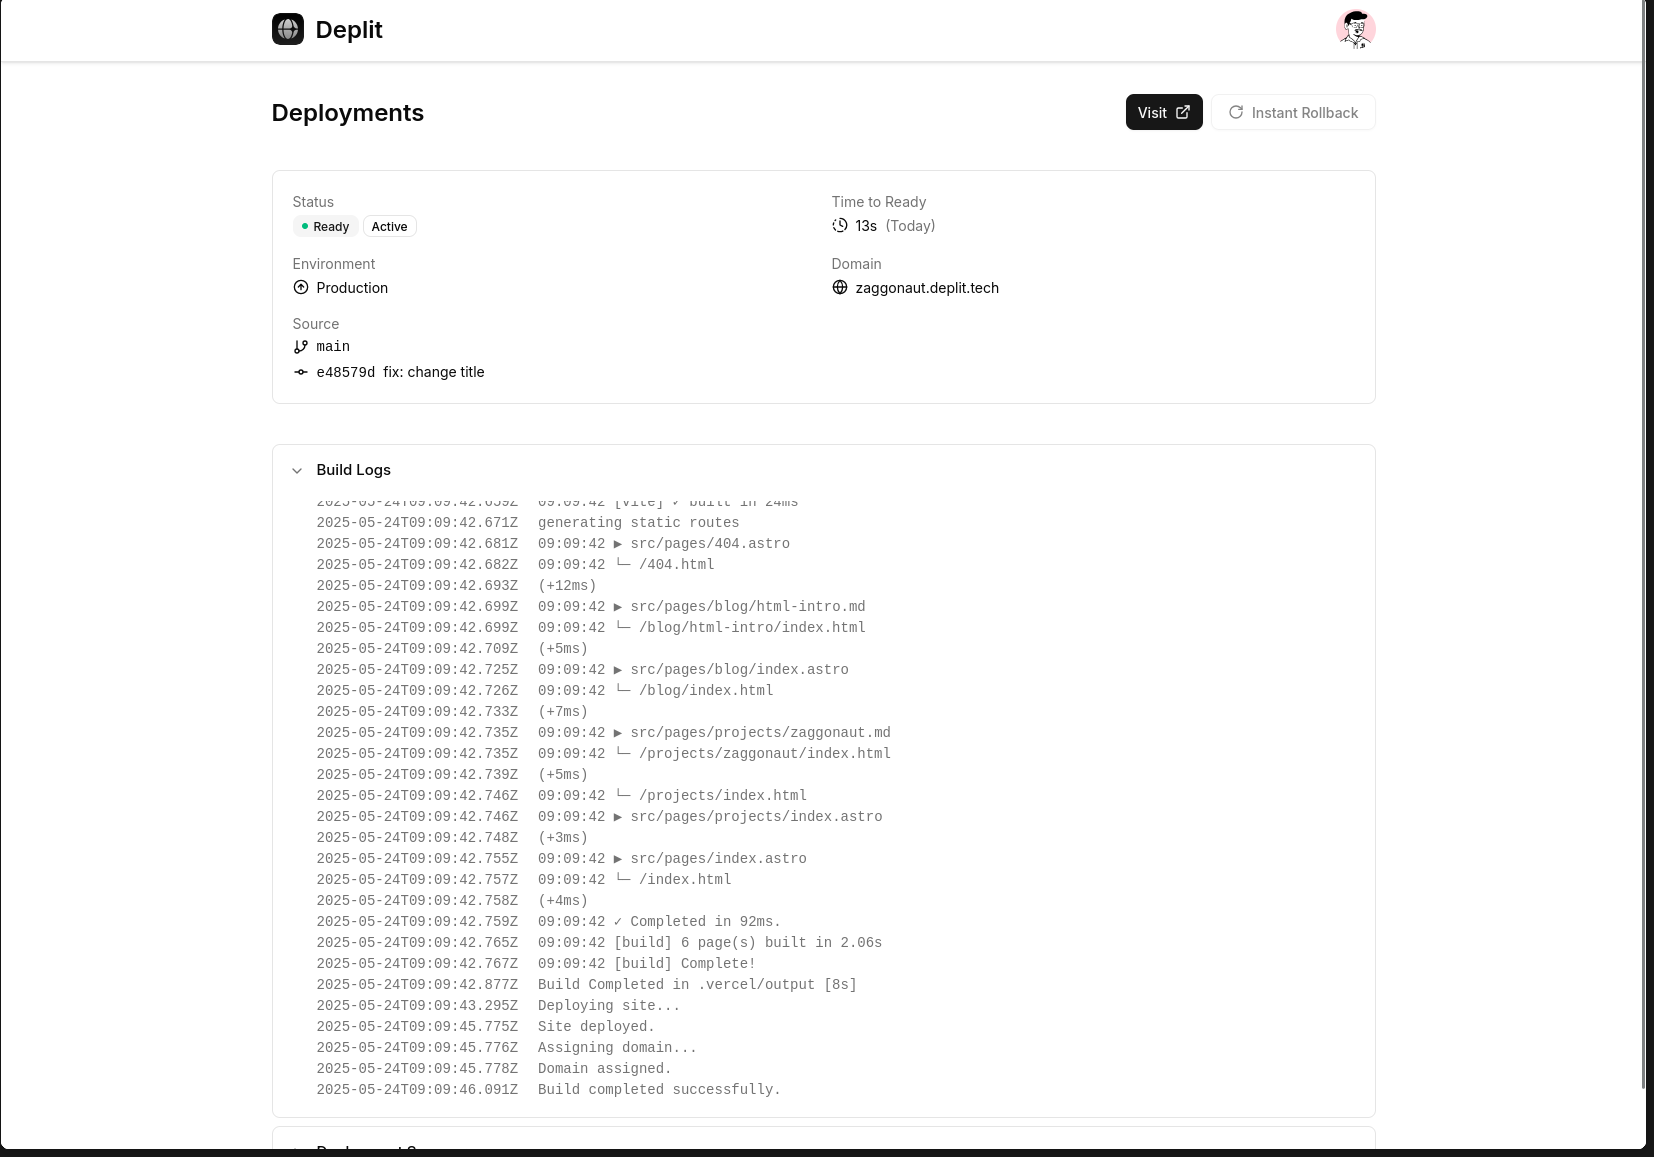 Deplit
Deployments
Visit
Instant Rollback
Status
Ready Active
Time to Ready
13s (Today)
Environment
Production
Domain
zaggonaut.deplit.tech
Source
main
e48579d fix: change title
Build Logs
2025-05-24T09:09:42.659Z 09:09:42 [vite] ✓ built in 24ms
2025-05-24T09:09:42.671Z generating static routes
2025-05-24T09:09:42.681Z 09:09:42 ▶ src/pages/404.astro
2025-05-24T09:09:42.682Z 09:09:42 └─ /404.html
2025-05-24T09:09:42.693Z (+12ms)
2025-05-24T09:09:42.699Z 09:09:42 ▶ src/pages/blog/html-intro.md
2025-05-24T09:09:42.699Z 09:09:42 └─ /blog/html-intro/index.html
2025-05-24T09:09:42.709Z (+5ms)
2025-05-24T09:09:42.725Z 09:09:42 ▶ src/pages/blog/index.astro
2025-05-24T09:09:42.726Z 09:09:42 └─ /blog/index.html
2025-05-24T09:09:42.733Z (+7ms)
2025-05-24T09:09:42.735Z 09:09:42 ▶ src/pages/projects/zaggonaut.md
2025-05-24T09:09:42.735Z 09:09:42 └─ /projects/zaggonaut/index.html
2025-05-24T09:09:42.739Z (+5ms)
2025-05-24T09:09:42.746Z 09:09:42 └─ /projects/index.html
2025-05-24T09:09:42.746Z 09:09:42 ▶ src/pages/projects/index.astro
2025-05-24T09:09:42.748Z (+3ms)
2025-05-24T09:09:42.755Z 09:09:42 ▶ src/pages/index.astro
2025-05-24T09:09:42.757Z 09:09:42 └─ /index.html
2025-05-24T09:09:42.758Z (+4ms)
2025-05-24T09:09:42.759Z 09:09:42 ✓ Completed in 92ms.
2025-05-24T09:09:42.765Z 09:09:42 [build] 6 page(s) built in 2.06s
2025-05-24T09:09:42.767Z 09:09:42 [build] Complete!
2025-05-24T09:09:42.877Z Build Completed in .vercel/output [8s]
2025-05-24T09:09:43.295Z Deploying site...
2025-05-24T09:09:45.775Z Site deployed.
2025-05-24T09:09:45.776Z Assigning domain...
2025-05-24T09:09:45.778Z Domain assigned.
2025-05-24T09:09:46.091Z Build completed successfully.